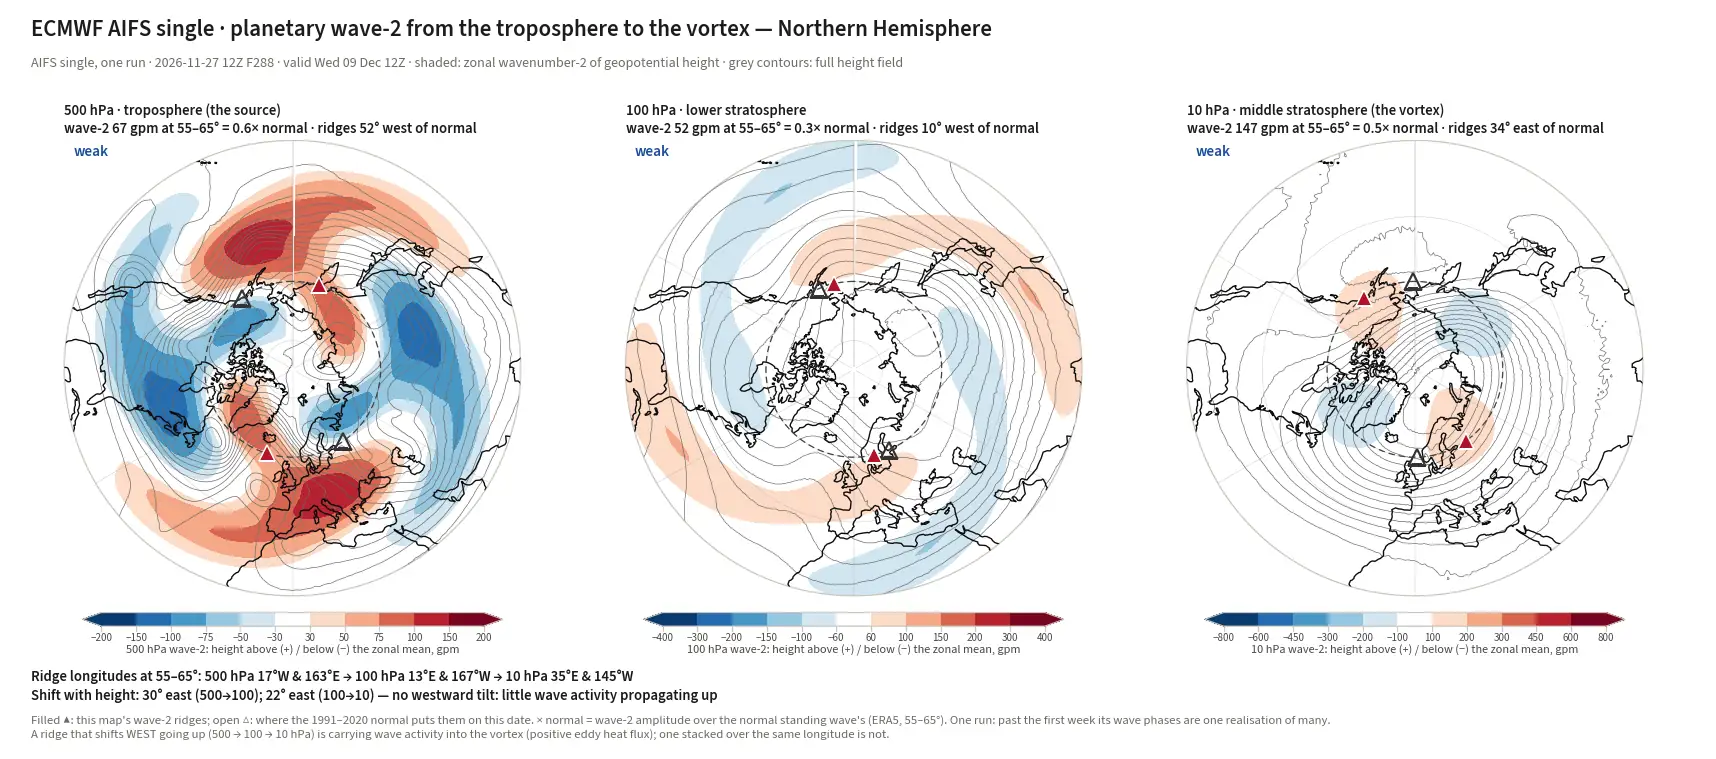 ECMWF AIFS single · planetary wave-2 from the troposphere to the vortex — Northern Hemisphere
AIFS single, one run · 2026-11-27 12Z F288 · valid Wed 09 Dec 12Z · shaded: zonal wavenumber-2 of geopotential height · grey contours: full height field
500 hPa · troposphere (the source)
wave-2 67 gpm at 55–65° = 0.6× normal · ridges 52° west of normal
weak
100 hPa · lower stratosphere
wave-2 52 gpm at 55–65° = 0.3× normal · ridges 10° west of normal
weak
10 hPa · middle stratosphere (the vortex)
wave-2 147 gpm at 55–65° = 0.5× normal · ridges 34° east of normal
weak
−200 −150 −100 −75 −50 −30 30 50 75 100 150 200
500 hPa wave-2: height above (+) / below (−) the zonal mean, gpm
−400 −300 −200 −150 −100 −60 60 100 150 200 300 400
100 hPa wave-2: height above (+) / below (−) the zonal mean, gpm
−800 −600 −450 −300 −200 −100 100 200 300 450 600 800
10 hPa wave-2: height above (+) / below (−) the zonal mean, gpm
Ridge longitudes at 55–65°: 500 hPa 17°W & 163°E → 100 hPa 13°E & 167°W → 10 hPa 35°E & 145°W
Shift with height: 30° east (500→100); 22° east (100→10) — no westward tilt: little wave activity propagating up
Filled ▲: this map's wave-2 ridges; open △: where the 1991–2020 normal puts them on this date. × normal = wave-2 amplitude over the normal standing wave's (ERA5, 55–65°). One run: past the first week its wave phases are one realisation of many.
A ridge that shifts WEST going up (500 → 100 → 10 hPa) is carrying wave activity into the vortex (positive eddy heat flux); one stacked over the same longitude is not.